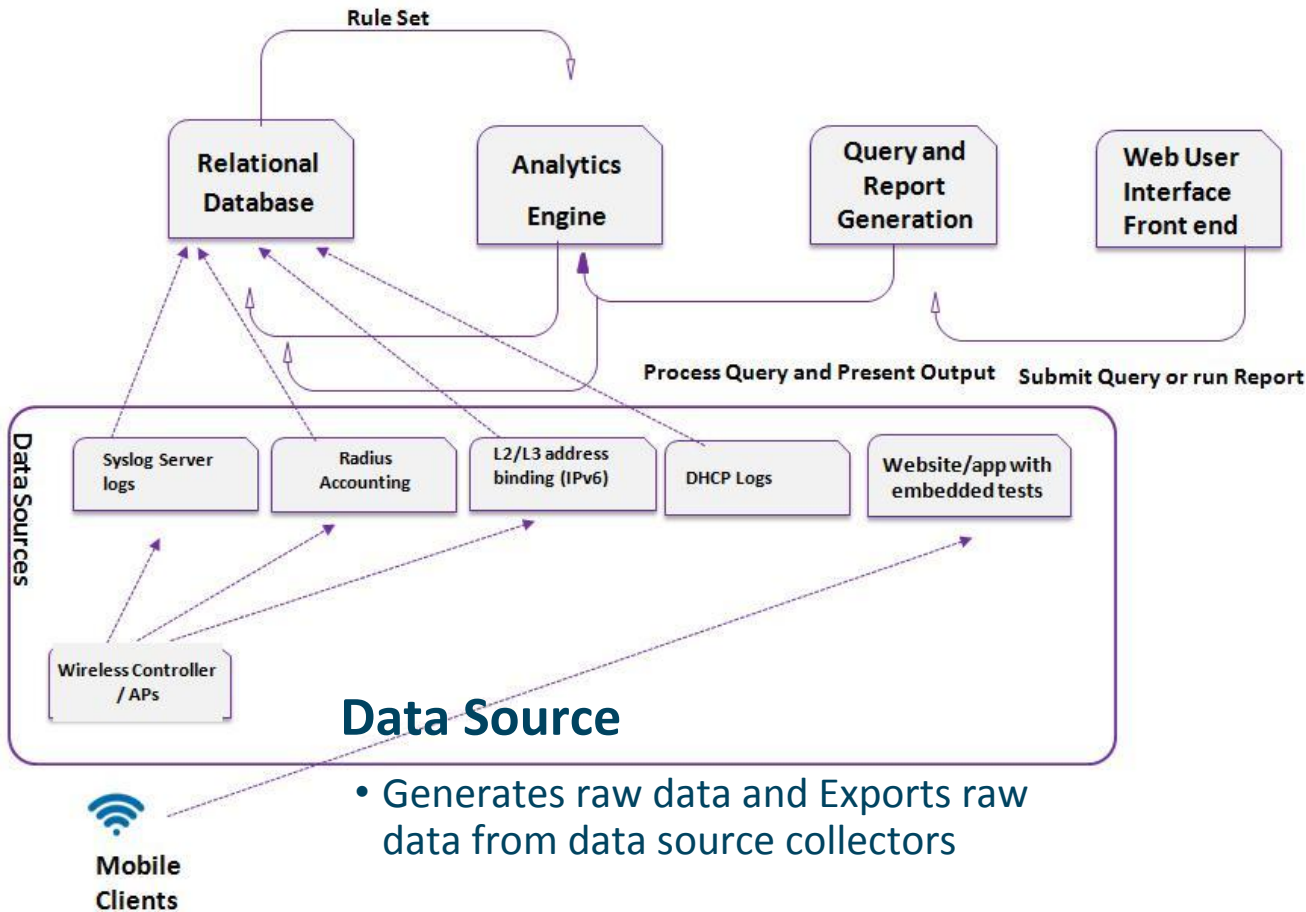 Rule Set
Relational
Database
Analytics
Engine
Query and
Report
Generation
Web User
Interface
Front end
Process Query and Present Output
Submit Query or run Report
Data Sources
Syslog Server
logs
Radius
Accounting
L2/L3 address
binding (IPv6)
DHCP Logs
Website/app with
embedded tests
Wireless Controller
/ APs
Data Source
• Generates raw data and Exports raw
data from data source collectors
Mobile
Clients